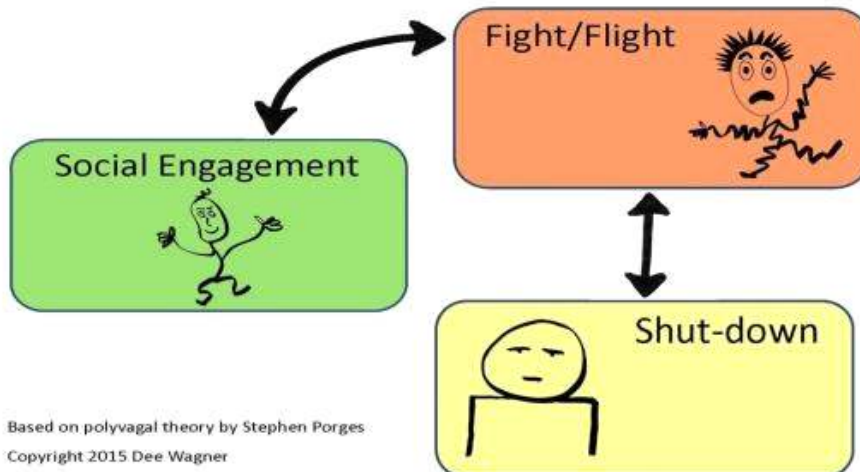 Fight/Flight
Social Engagement
Shut-down
Based on polyvagal theory by Stephen Porges
Copyright 2015 Dee Wagner